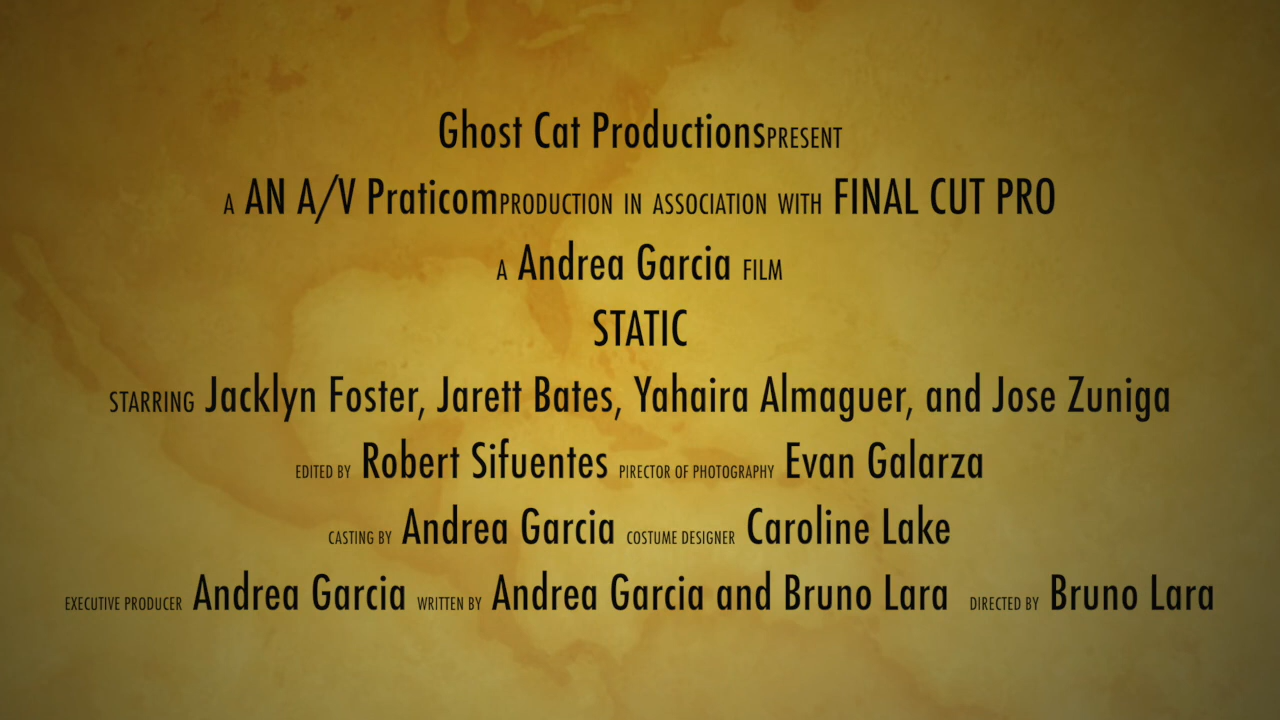 Ghost Cat ProductionsPRESENT
A AN A/V PraticomPRODUCTION IN ASSOCIATION WITH FINAL CUT PRO
A Andrea Garcia FILM
STATIC
STARRING Jacklyn Foster, Jarett Bates, Yahaira Almaguer, and Jose Zuniga
EDITED BY Robert Sifuentes PIRECTOR OF PHOTOGRAPHY Evan Galarza
CASTING BY Andrea Garcia COSTUME DESIGNER Caroline Lake
EXECUTIVE PRODUCER Andrea Garcia WRITTEN BY Andrea Garcia and Bruno Lara DIRECTED BY Bruno Lara